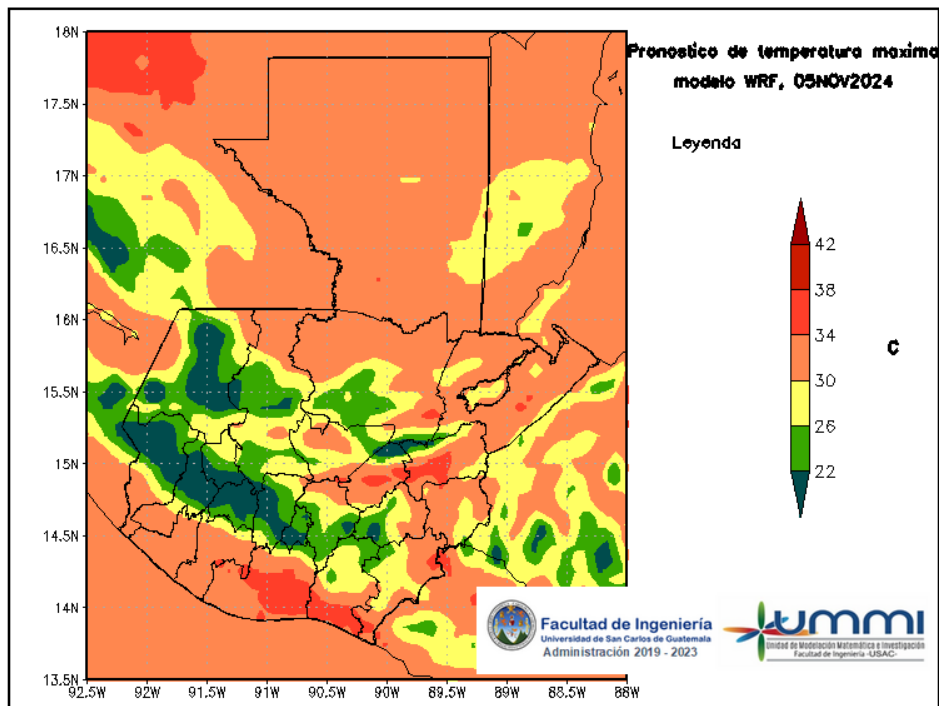 Pronostico de temperatura maxima
modelo WRF, 05NOV2024
Leyenda
18N
17.5N
17N
16.5N
16N
15.5N
15N
14.5N
14N
13.5N
92.5W
92W
91.5W
91W
90.5W
90W
89.5W
89W
88.5W
88W
42
38
34
30
26
22
C
Facultad de Ingeniería
Universidad de San Carlos de Guatemala
Administración 2019 - 2023
UMMI
Unidad de Modelación Matemática e Investigación
Facultad de Ingeniería -USAC-